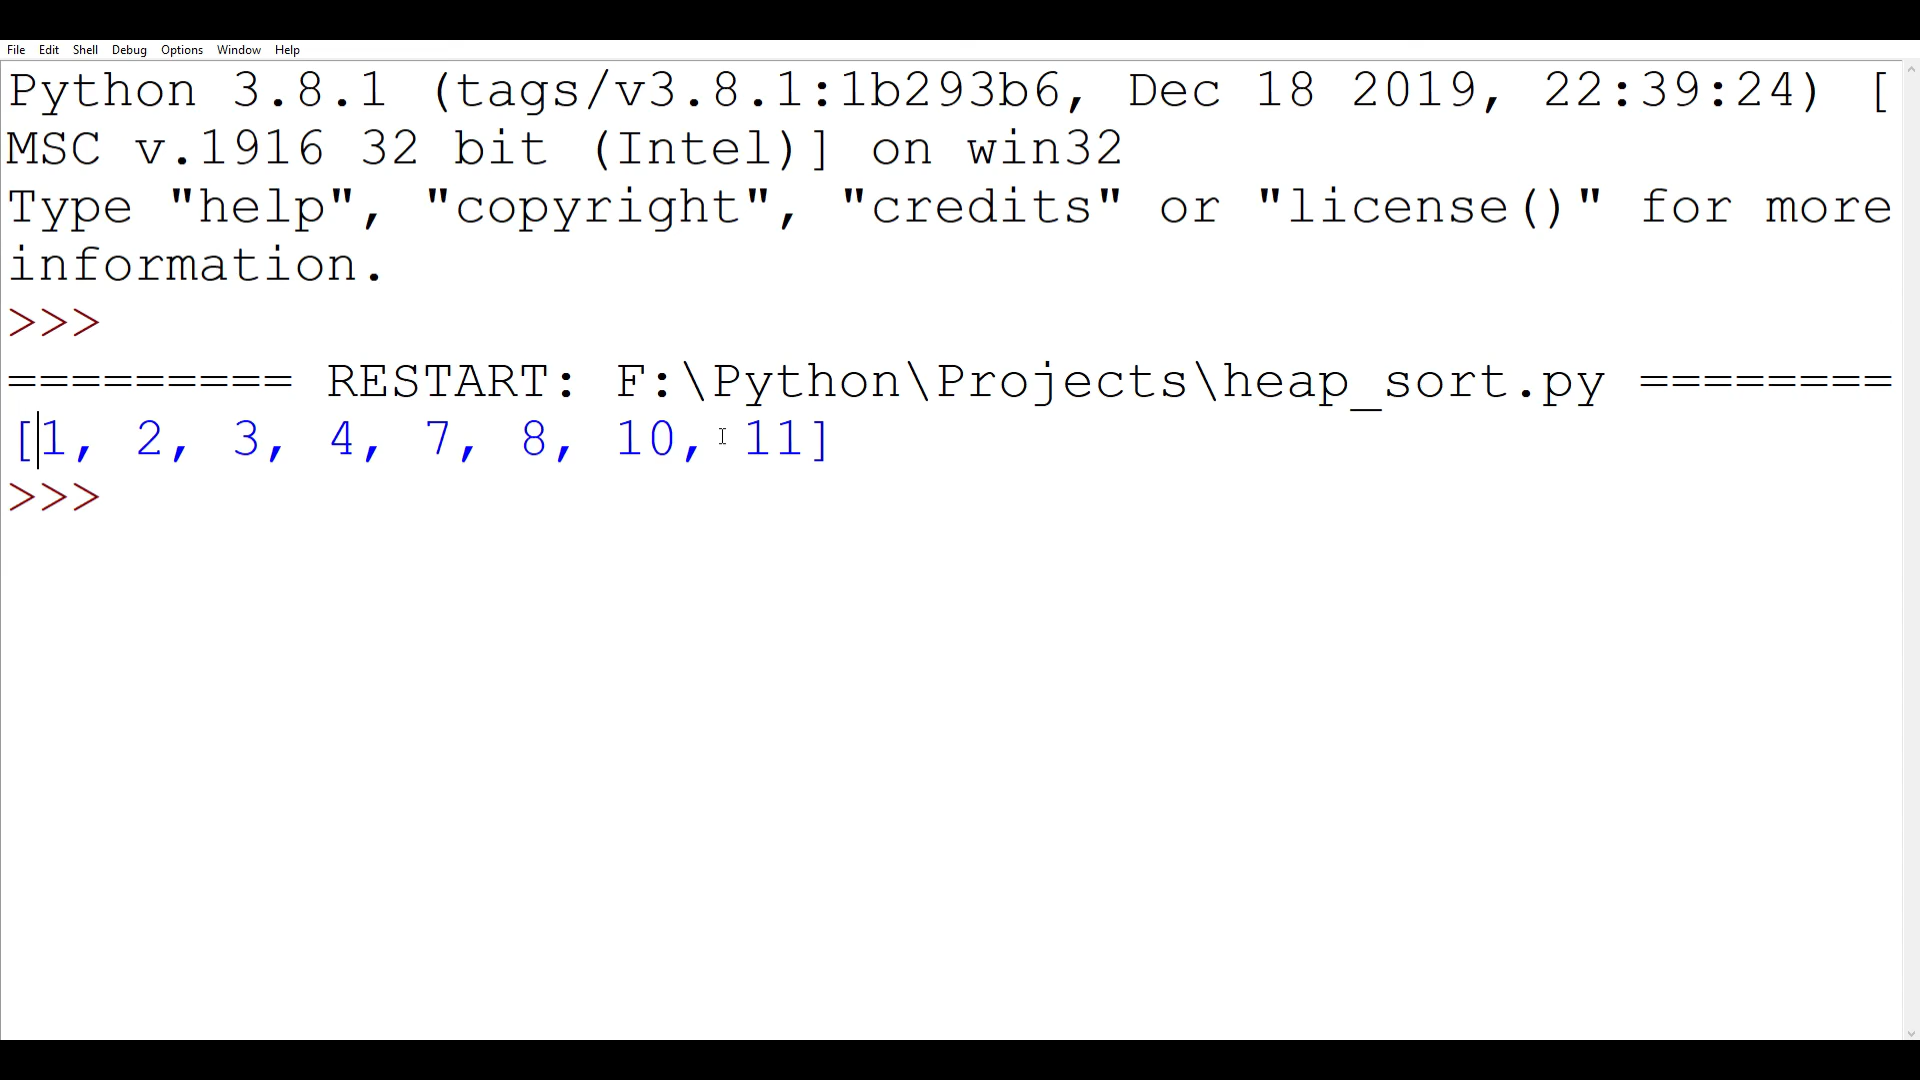 File Edit Shell Debug Options Window Help
Python 3.8.1 (tags/v3.8.1:1b293b6, Dec 18 2019, 22:39:24) [
MSC v.1916 32 bit (Intel)] on win32
Type "help", "copyright", "credits" or "license()" for more
information.
>>>
========= RESTART: F:\Python\Projects\heap_sort.py ========
[1, 2, 3, 4, 7, 8, 10, 11]
>>>